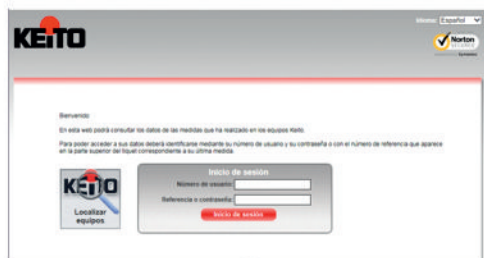 Idioma: Español
KEITO
Norton
SECURED
Bienvenido
En esta web podrá consultar los datos de las medidas que ha realizado en los equipos Keito.
Para poder acceder a sus datos deberá identificarse mediante su número de usuario y su contraseña o con el número de referencia que aparece
en la parte superior del tíquet correspondiente a su última medida.
KEITO
Localizar
equipos
Inicio de sesión
Número de usuario:
Referencia o contraseña:
Inicio de sesión